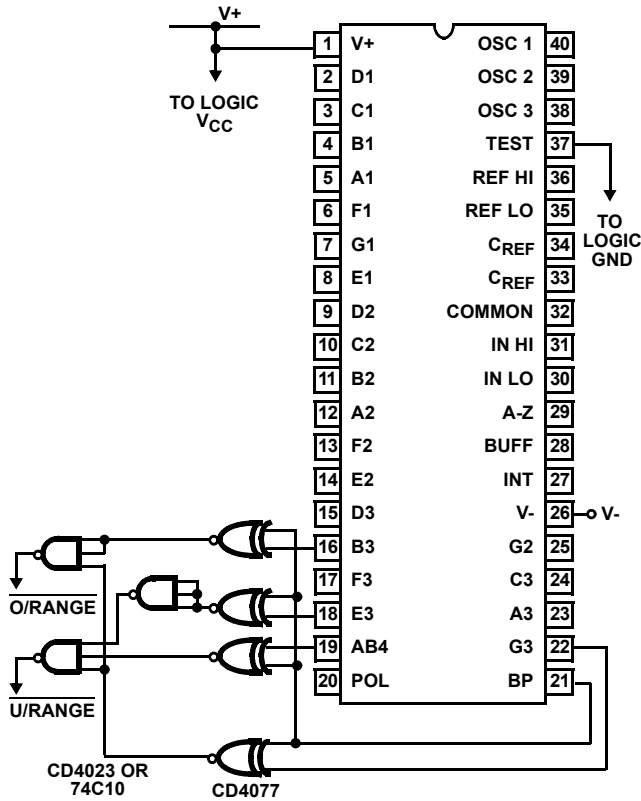 V+
TO LOGIC
VCC
1 V+ OSC 1 40
2 D1 OSC 2 39
3 C1 OSC 3 38
4 B1 TEST 37
5 A1 REF HI 36
6 F1 REF LO 35
7 G1 CREF 34
8 E1 CREF 33
9 D2 COMMON 32
10 C2 IN HI 31
11 B2 IN LO 30
12 A2 A-Z 29
13 F2 BUFF 28
14 E2 INT 27
15 D3 V- 26 V-
16 B3 G2 25
17 F3 C3 24
18 E3 A3 23
19 AB4 G3 22
20 POL BP 21
TO
LOGIC
GND
O/RANGE
U/RANGE
CD4023 OR
74C10
CD4077